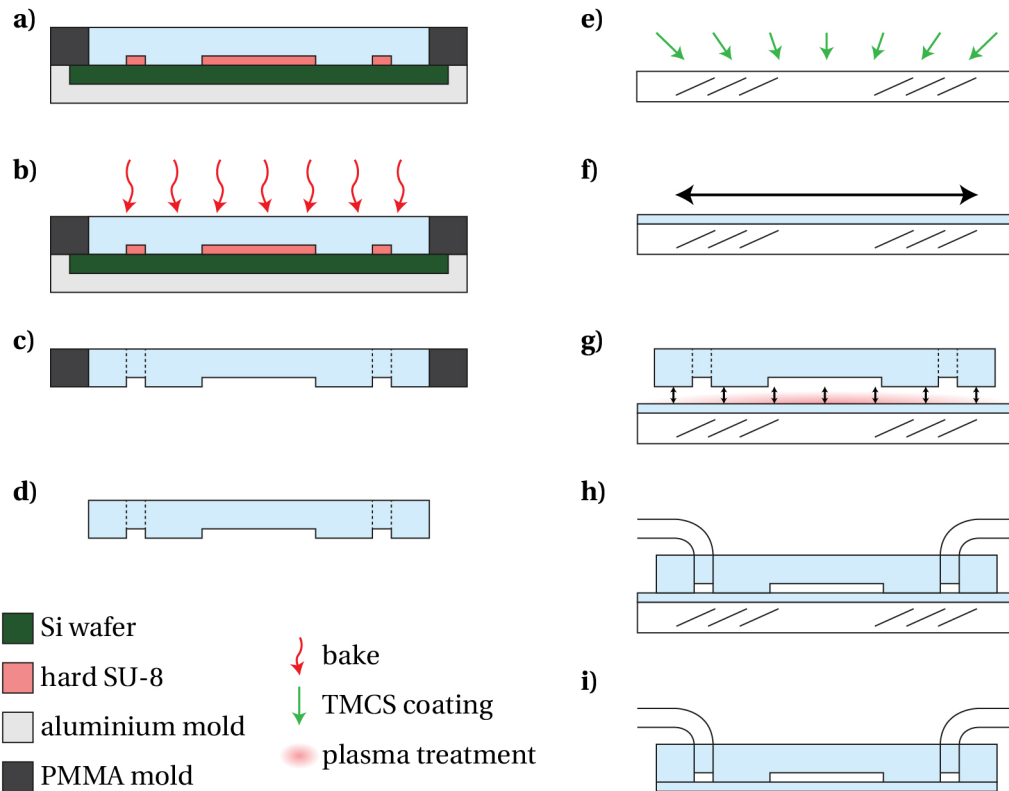 a)
b)
c)
d)
Si wafer
hard SU-8
aluminium mold
PMMA mold
bake
TMCS coating
plasma treatment
e)
f)
g)
h)
i)